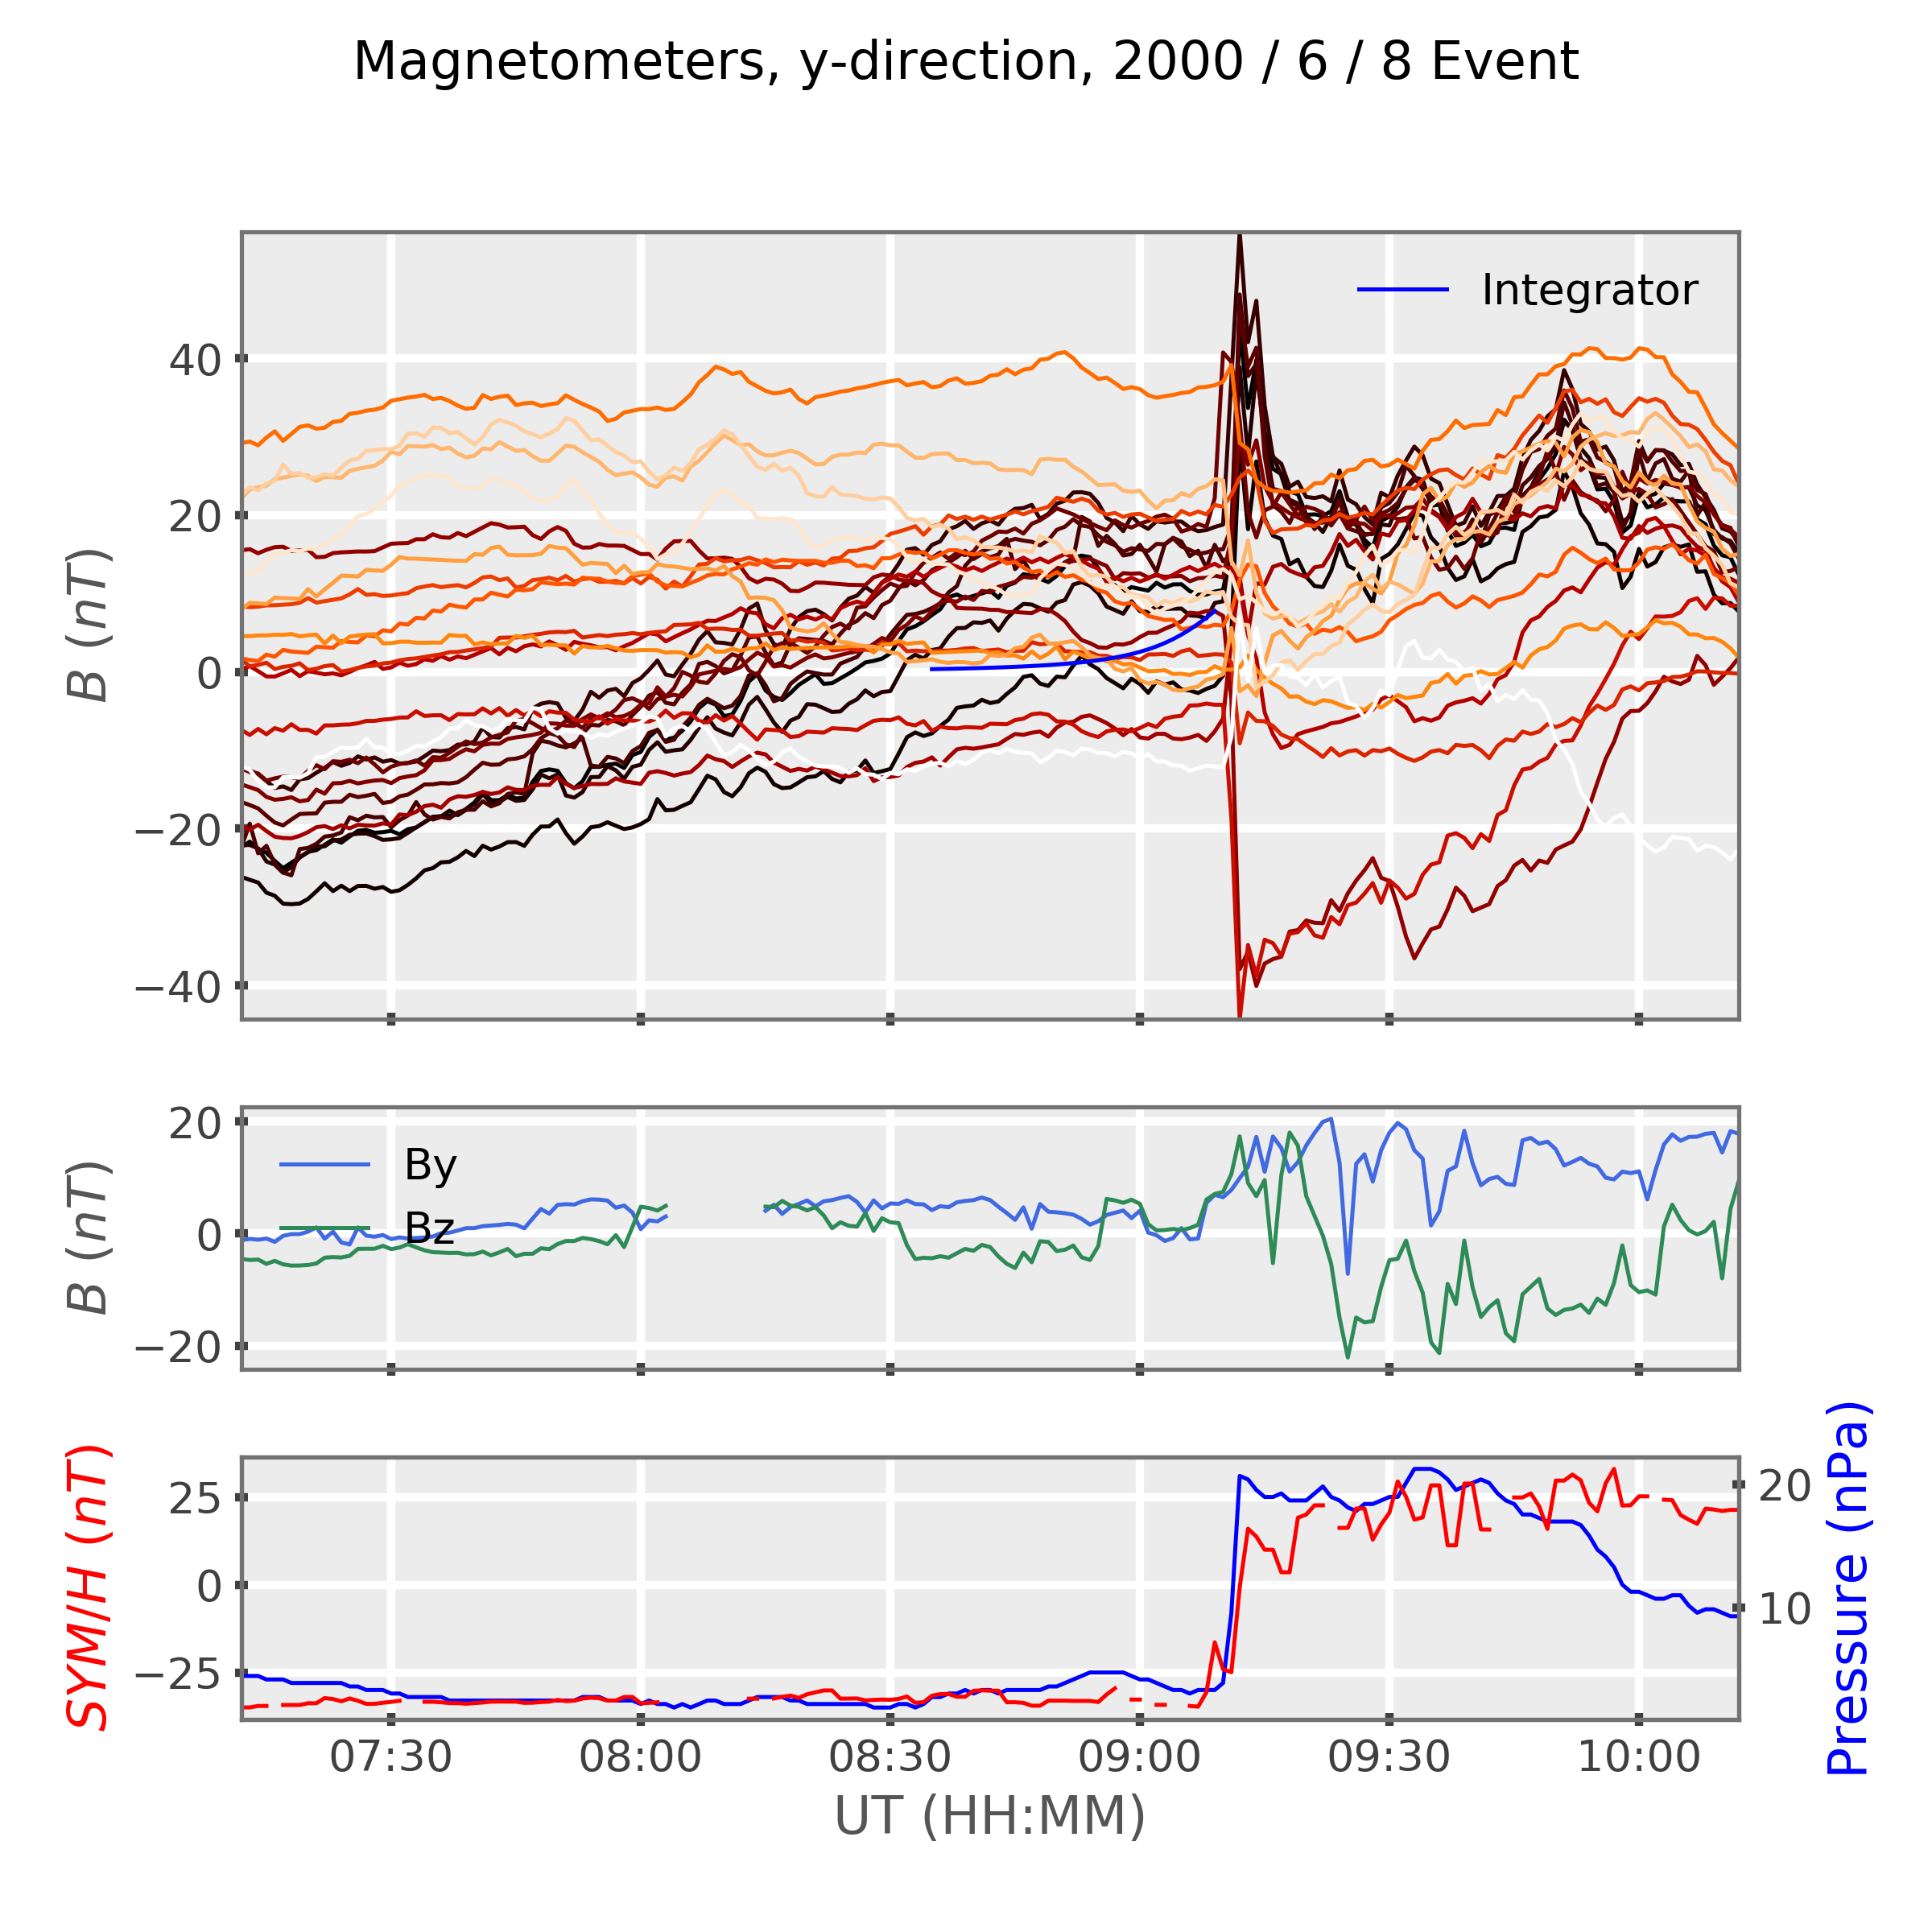 Magnetometers, y-direction, 2000 / 6 / 8 Event
Integrator
B (nT)
40
20
0
−20
−40
B (nT)
20
0
−20
By
Bz
SYM/H (nT)
25
0
−25
20
10
Pressure (nPa)
07:30 08:00 08:30 09:00 09:30 10:00
UT (HH:MM)